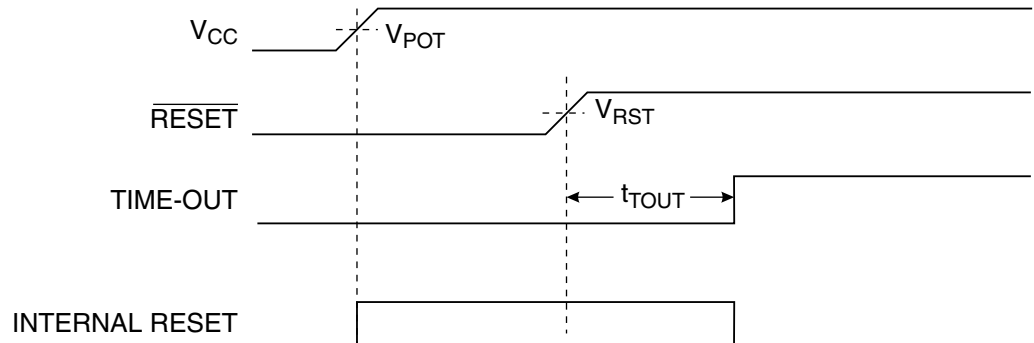 VCC
VPOT
RESET
VRST
TIME-OUT
tTOUT
INTERNAL RESET